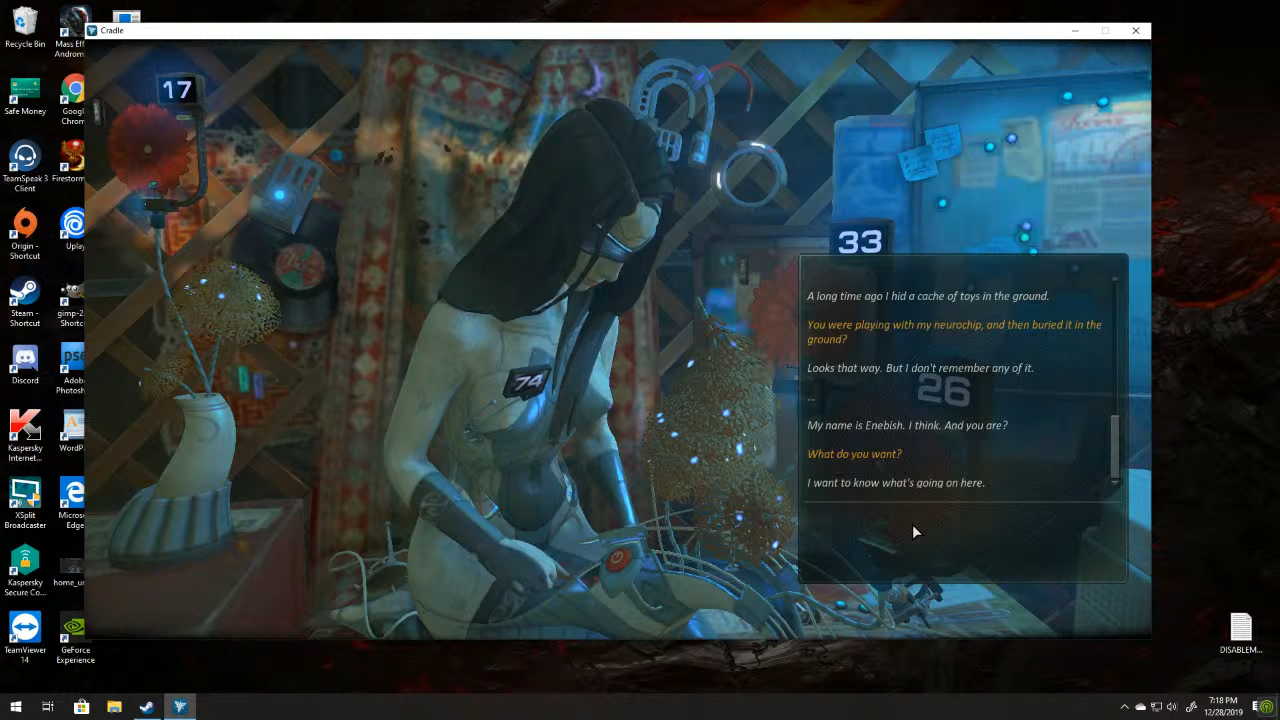 Cradle
Recycle Bin
Mass Eff...
Androm...
Safe Money
Googl
Chrom
TeamSpeak 3
Client
Firestorm
Origin -
Shortcut
Uplay
Steam -
Shortcut
gimp-2
Shortc
Discord
Adob
Photosh
Kaspersky
Internet...
WordP
XSplit
Broadcaster
Micros
Edge
Kaspersky
Secure Co...
home_ur
TeamViewer
14
GeForce
Experience
DISABLEM...
17
33
26
74
A long time ago I hid a cache of toys in the ground.
You were playing with my neurochip, and then buried it in the
ground?
Looks that way. But I don't remember any of it.
...
My name is Enebish. I think. And you are?
What do you want?
I want to know what's going on here.
7:18 PM
12/28/2019